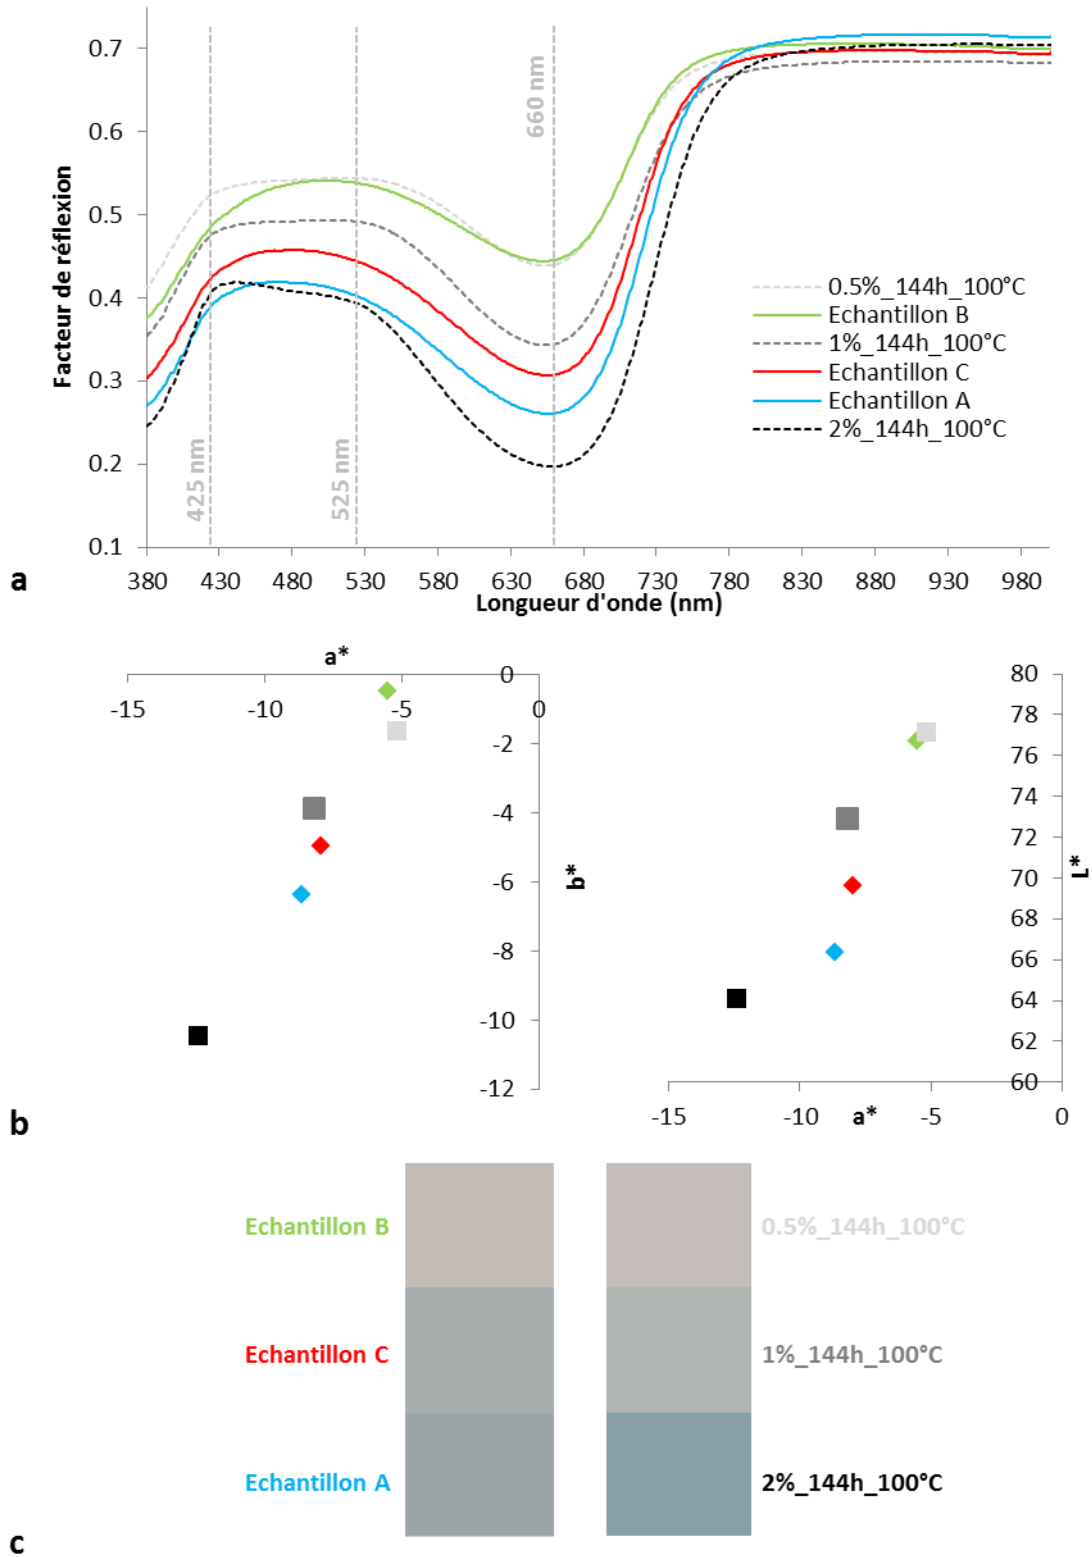 0.7
0.6
0.5
0.4
0.3
0.2
0.1
Facteur de réflexion
425 nm
525 nm
660 nm
0.5%_144h_100°C
Echantillon B
1%_144h_100°C
Echantillon C
Echantillon A
2%_144h_100°C
380 430 480 530 580 630 680 730 780 830 880 930 980
Longueur d'onde (nm)
a
a*
-15 -10 -5 0
0
-2
-4
-6
-8
-10
-12
b*
80
78
76
74
72
70
68
66
64
62
60
L*
-15 -10 -5 0
a*
b
Echantillon B 0.5%_144h_100°C
Echantillon C 1%_144h_100°C
Echantillon A 2%_144h_100°C
c